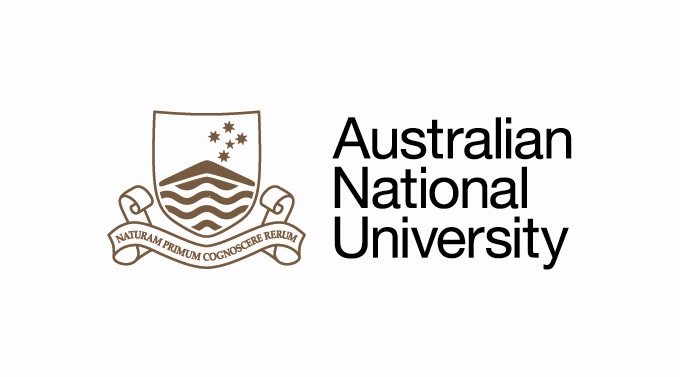 Australian
National
University
NATURAM PRIMUM COGNOSCERE RERUM